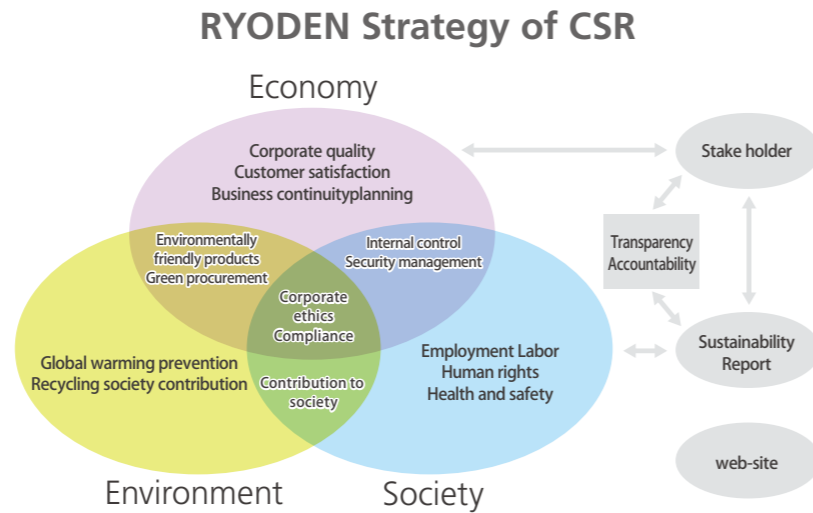 RYODEN Strategy of CSR
Economy
Corporate quality
Customer satisfaction
Business continuityplanning
Stake holder
Environmentally
friendly products
Green procurement
Internal control
Security management
Transparency
Accountability
Corporate
ethics
Compliance
Global warming prevention
Recycling society contribution
Contribution to
society
Employment Labor
Human rights
Health and safety
Sustainability
Report
web-site
Environment
Society